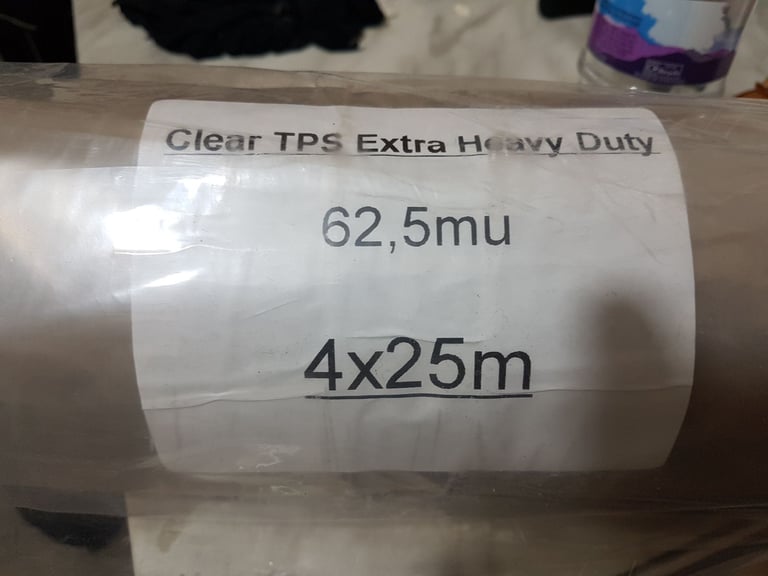 Clear TPS Extra Heavy Duty
62,5mu
4x25m